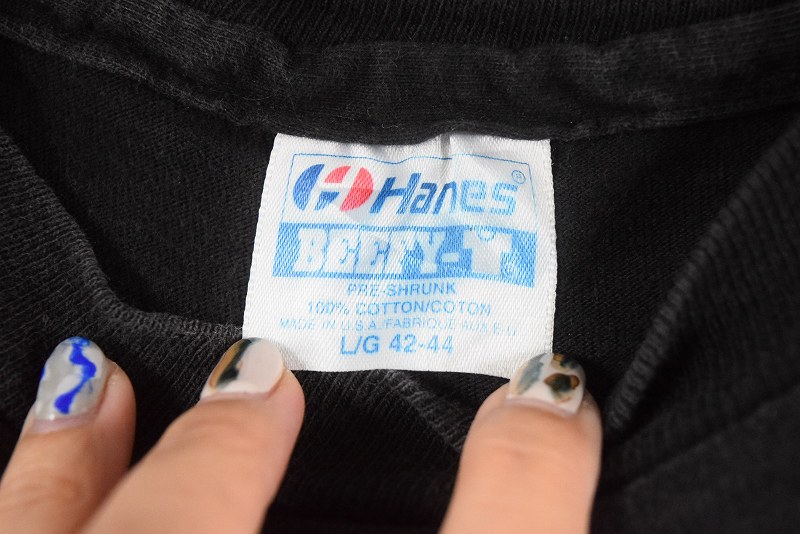 Hanes®
BEEFY-T®
PRE-SHRUNK
100% COTTON/COTON
MADE IN U.S.A./FABRIQUE AUX E.-U.
L/G 42-44